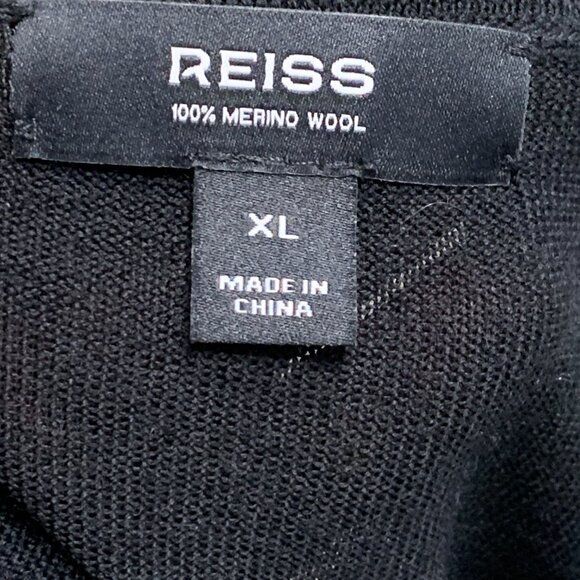 REISS
100% MERINO WOOL
XL
MADE IN
CHINA